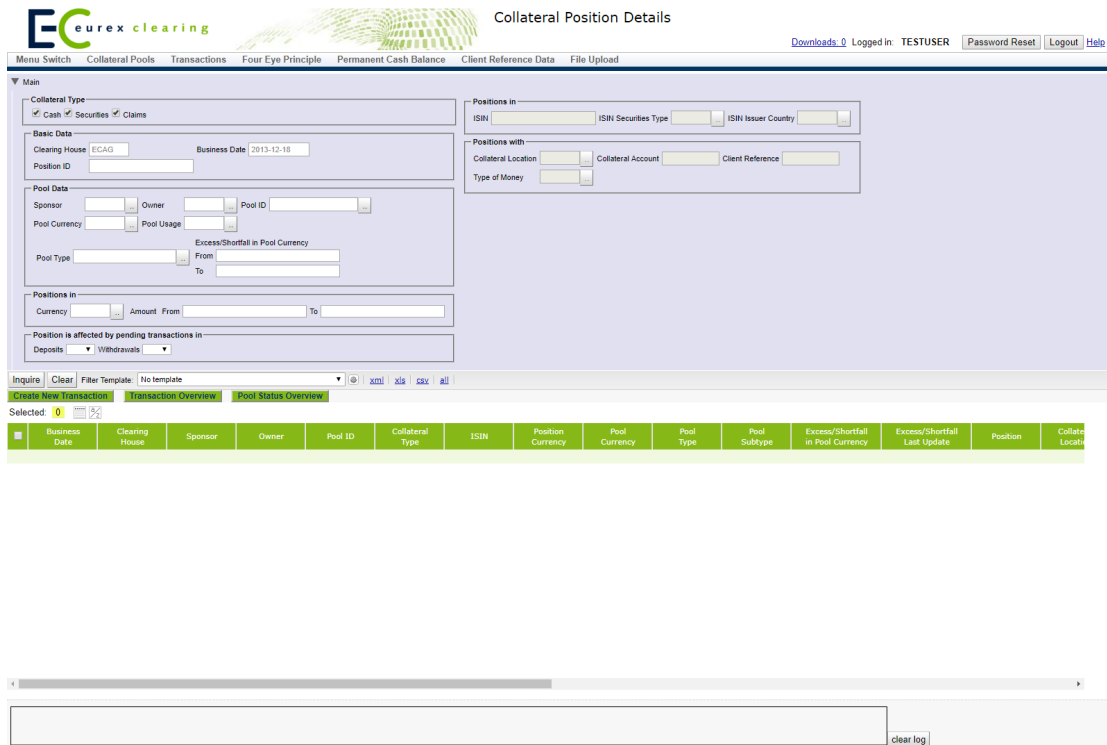 EC eurex clearing
Collateral Position Details
Downloads: 0 Logged in: TESTUSER Password Reset Logout Help
Menu Switch Collateral Pools Transactions Four Eye Principle Permanent Cash Balance Client Reference Data File Upload
Main
Collateral Type
Cash Securities Claims
Basic Data
Clearing House ECAG Business Date 2013-12-18
Position ID
Pool Data
Sponsor ... Owner ... Pool ID ...
Pool Currency ... Pool Usage ...
Excess/Shortfall in Pool Currency
Pool Type ... From
To
Positions in
Currency ... Amount From To
Position is affected by pending transactions in
Deposits Withdrawals
Positions in
ISIN ISIN Securities Type ... ISIN Issuer Country ...
Positions with
Collateral Location ... Collateral Account Client Reference
Type of Money ...
Inquire Clear Filter Template: No template xml xls csv all
Create New Transaction Transaction Overview Pool Status Overview
Selected: 0
Business Date Clearing House Sponsor Owner Pool ID Collateral Type ISIN Position Currency Pool Currency Pool Type Pool Subtype Excess/Shortfall in Pool Currency Excess/Shortfall Last Update Position Collate Locati
clear log